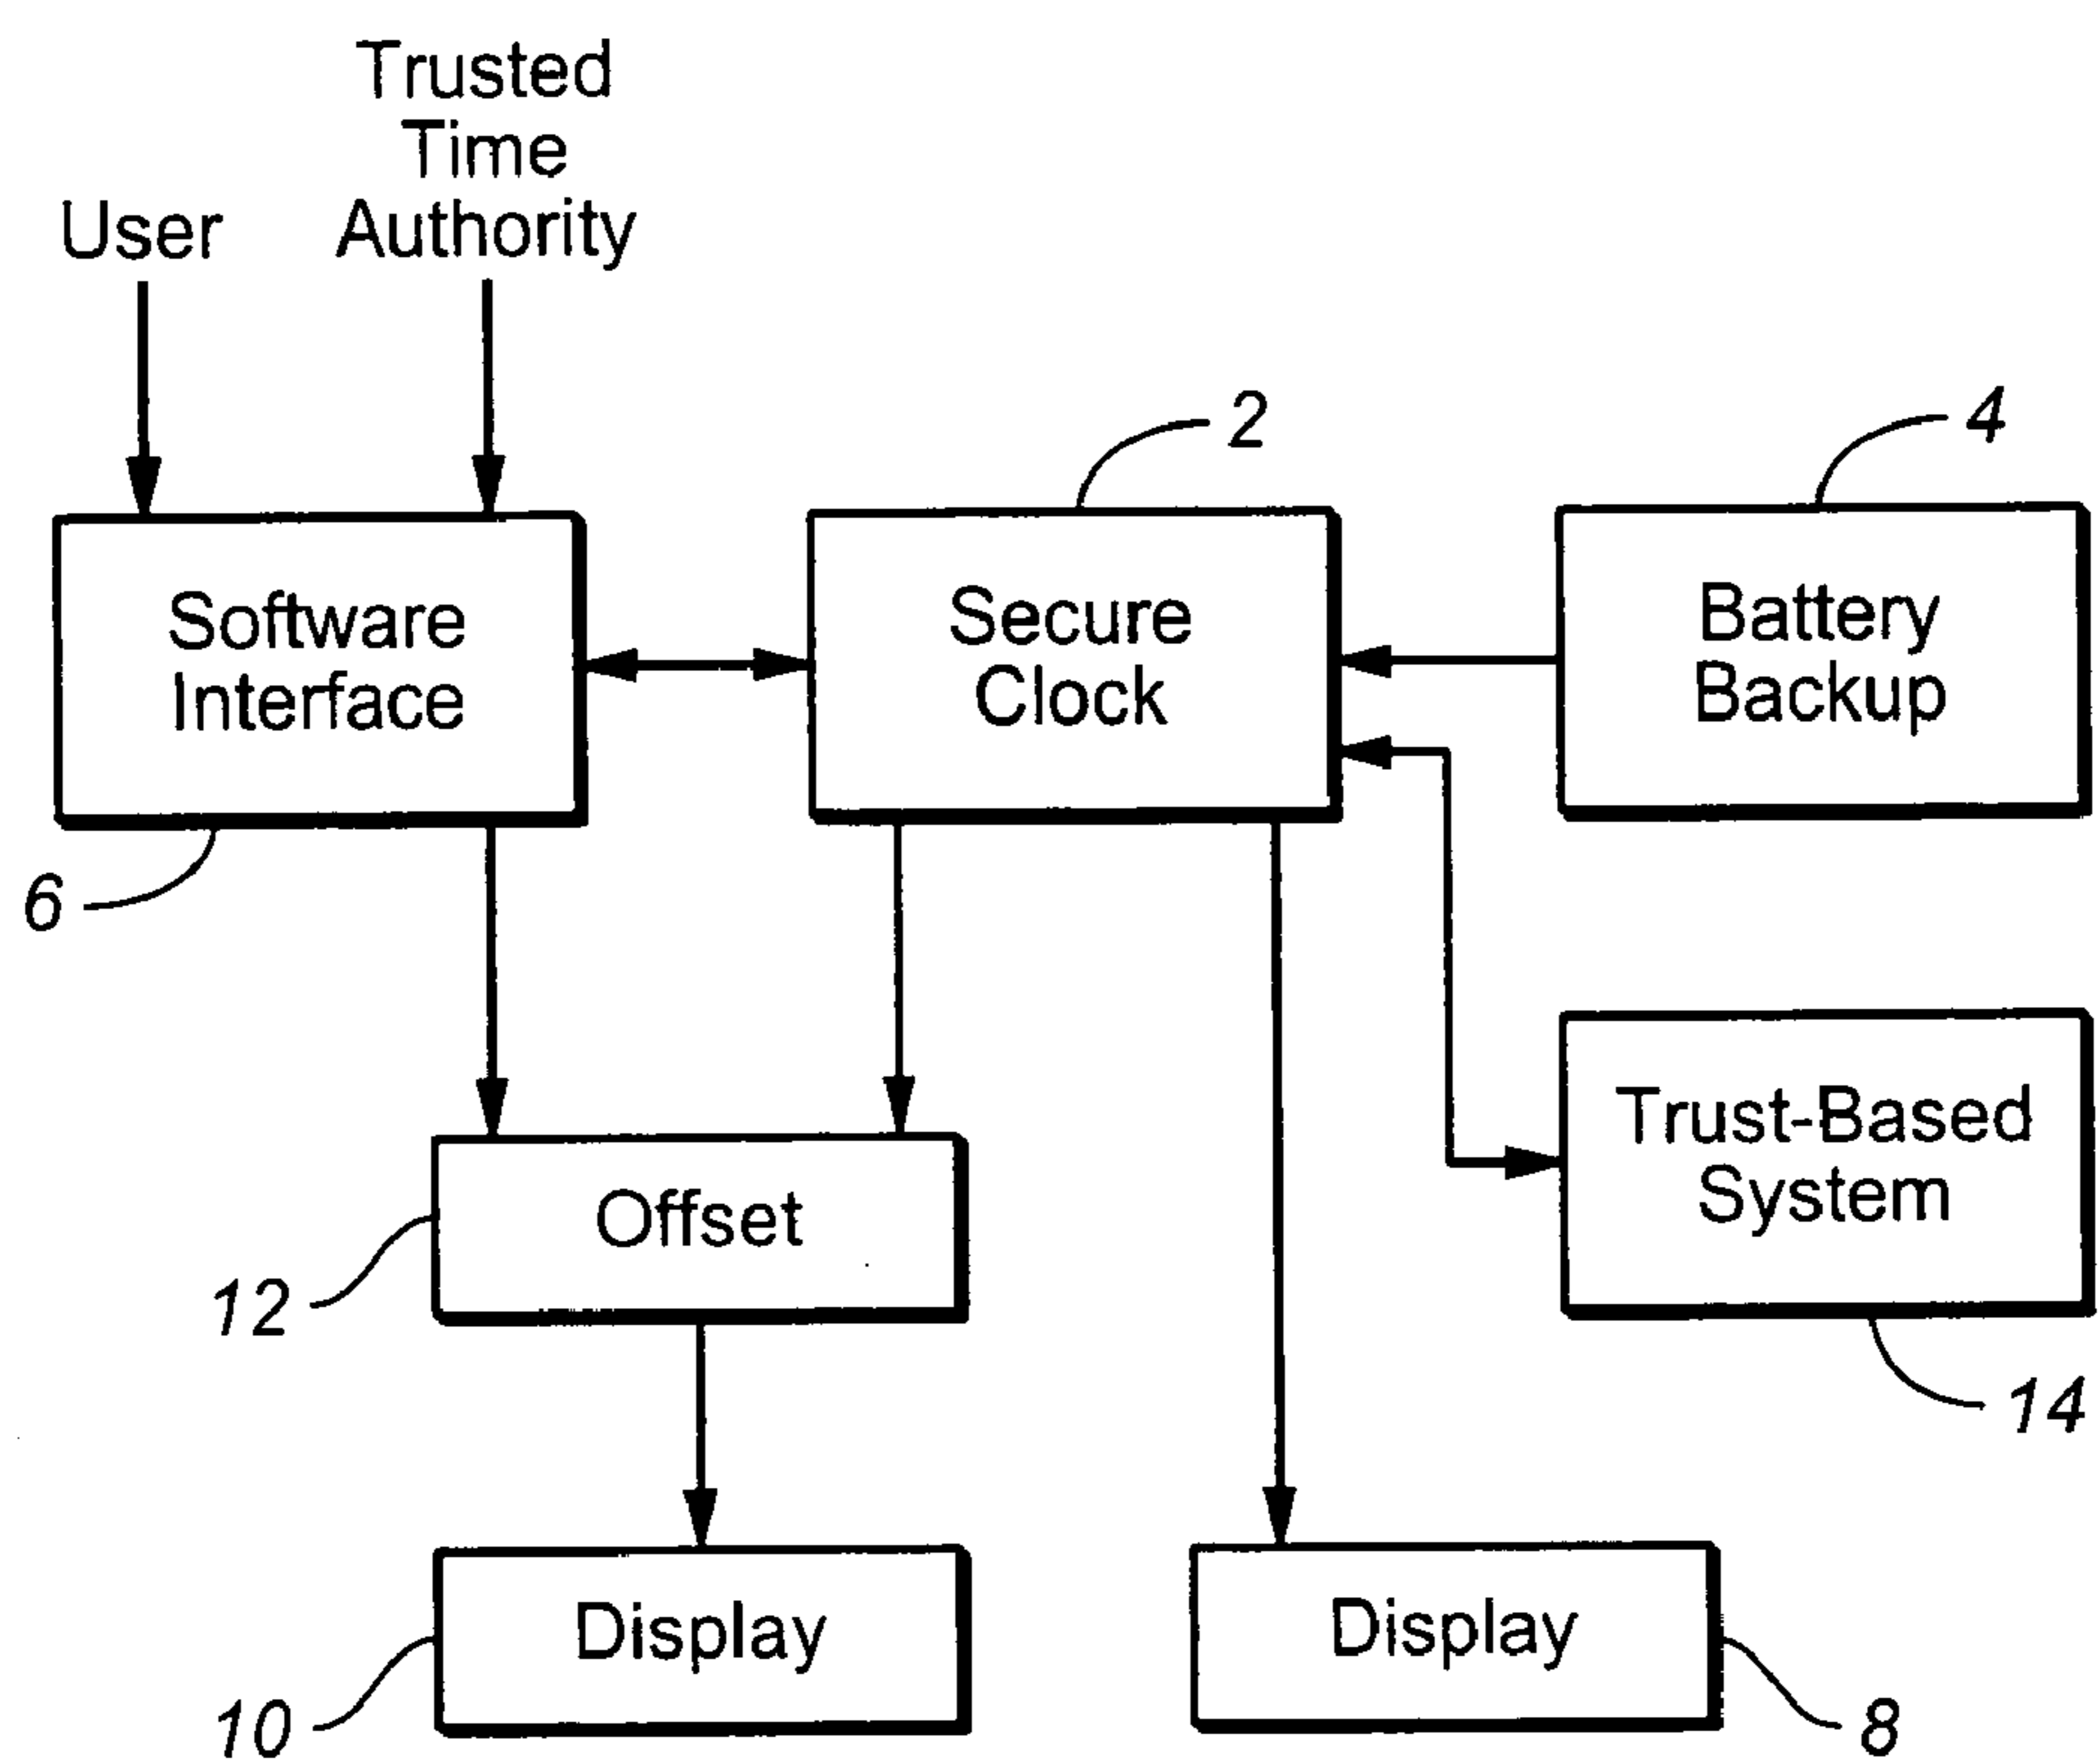 Trusted
Time
Authority
User
2
4
Software
Interface
Secure
Clock
Battery
Backup
6
Trust-Based
System
Offset
12
14
Display
Display
10
8